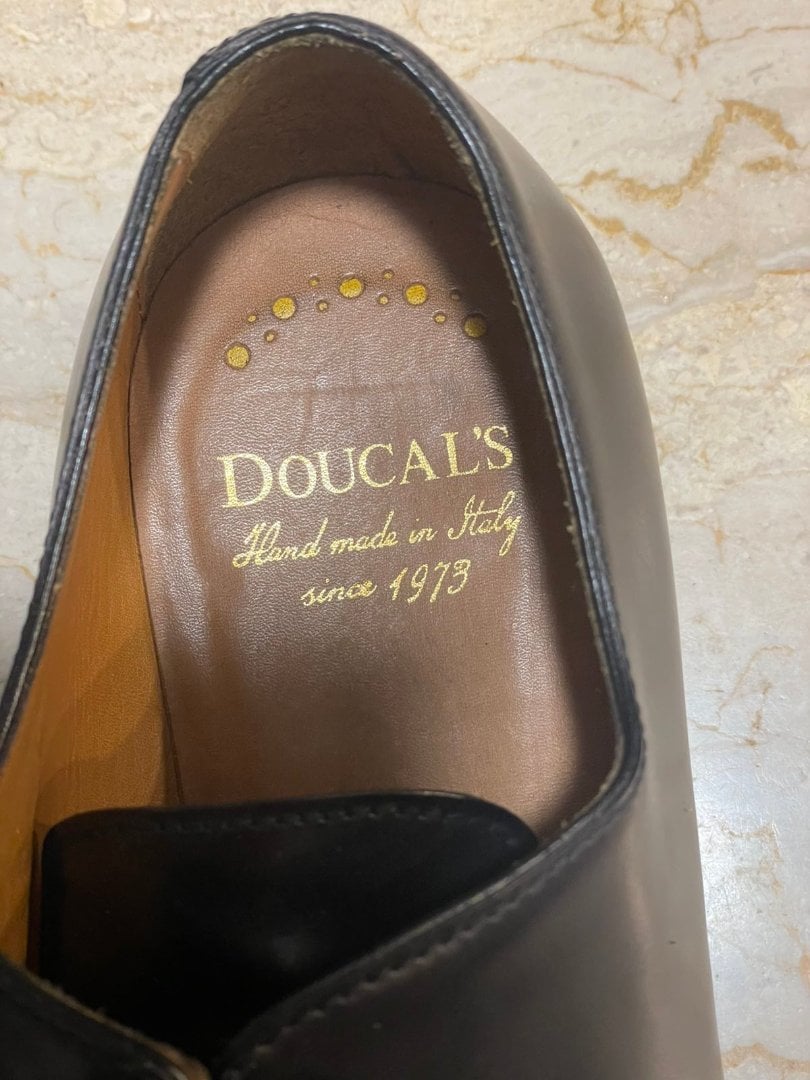 DOUCAL'S
Hand made in Italy
since 1973